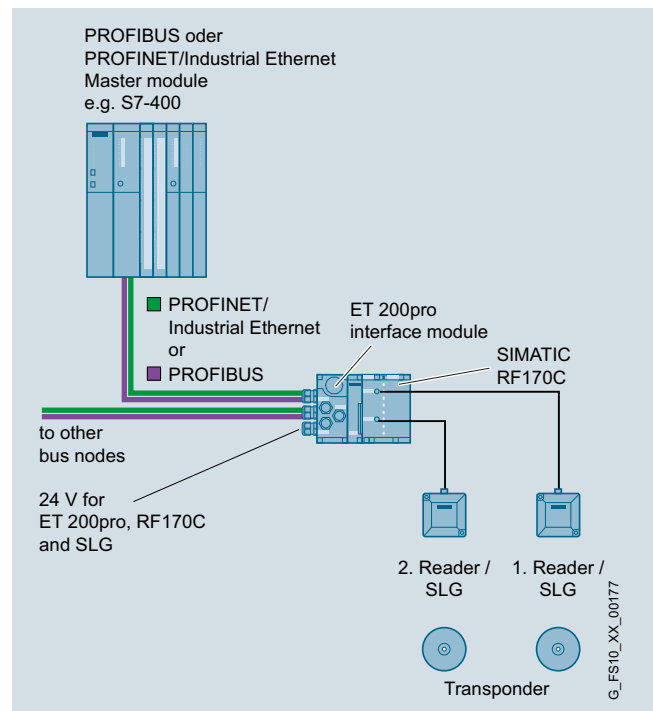 PROFIBUS oder
PROFINET/Industrial Ethernet
Master module
e.g. S7-400
PROFINET/
Industrial Ethernet
or
PROFIBUS
ET 200pro
interface module
SIMATIC
RF170C
to other
bus nodes
24 V for
ET 200pro, RF170C
and SLG
2. Reader /
SLG
1. Reader /
SLG
Transponder
G_FS10_XX_00177